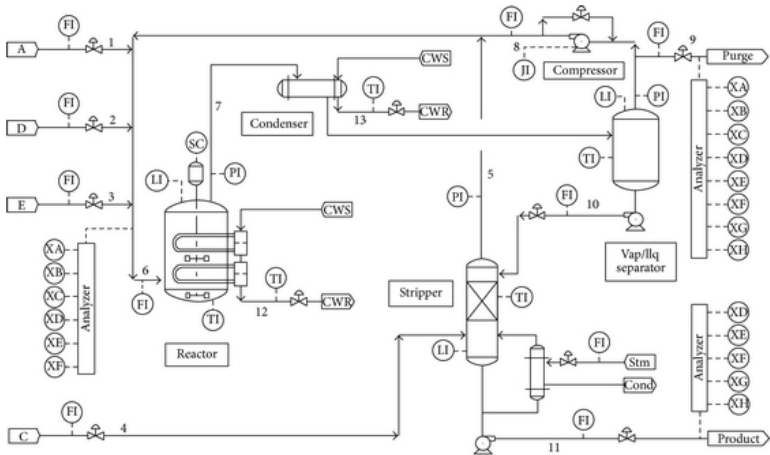 FI
8
FI
9
A
FI
1
CWS
JI
Compressor
Purge
7
TI
13
CWR
LI
PI
XA
XB
XC
XD
XE
XF
XG
XH
Analyzer
D
FI
2
Condenser
SC
LI
PI
TI
5
E
FI
3
PI
FI
10
CWS
XA
XB
XC
XD
XE
XF
Analyzer
6
FI
TI
12
TI
CWR
Reactor
Stripper
TI
LI
Vap/llq
separator
FI
Stm
Cond
XD
XE
XF
XG
XH
Analyzer
C
FI
4
FI
11
Product